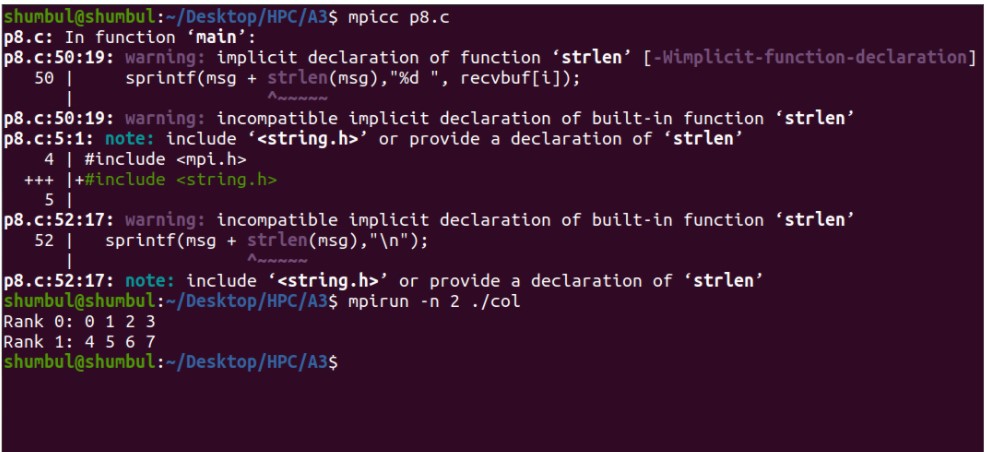 shumbul@shumbul:~/Desktop/HPC/A3$ mpicc p8.c
p8.c: In function ‘main’:
p8.c:50:19: warning: implicit declaration of function ‘strlen’ [-Wimplicit-function-declaration]
   50 |     sprintf(msg + strlen(msg),"%d ", recvbuf[i]);
      |                   ^~~~~~
p8.c:50:19: warning: incompatible implicit declaration of built-in function ‘strlen’
p8.c:5:1: note: include ‘<string.h>’ or provide a declaration of ‘strlen’
    4 | #include <mpi.h>
  +++ |+#include <string.h>
    5 |
p8.c:52:17: warning: incompatible implicit declaration of built-in function ‘strlen’
   52 |   sprintf(msg + strlen(msg),"\n");
      |                 ^~~~~~
p8.c:52:17: note: include ‘<string.h>’ or provide a declaration of ‘strlen’
shumbul@shumbul:~/Desktop/HPC/A3$ mpirun -n 2 ./col
Rank 0: 0 1 2 3
Rank 1: 4 5 6 7
shumbul@shumbul:~/Desktop/HPC/A3$